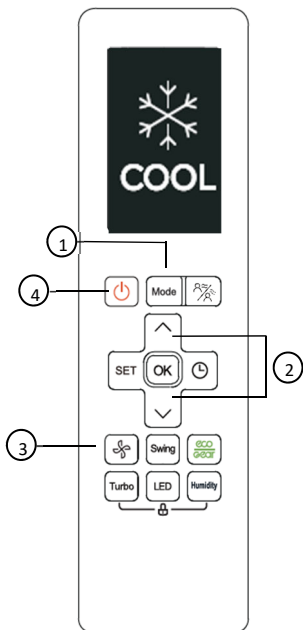 COOL
1
4
Mode
SET
OK
2
3
Swing
eco
Gear
Turbo
LED
Humidity